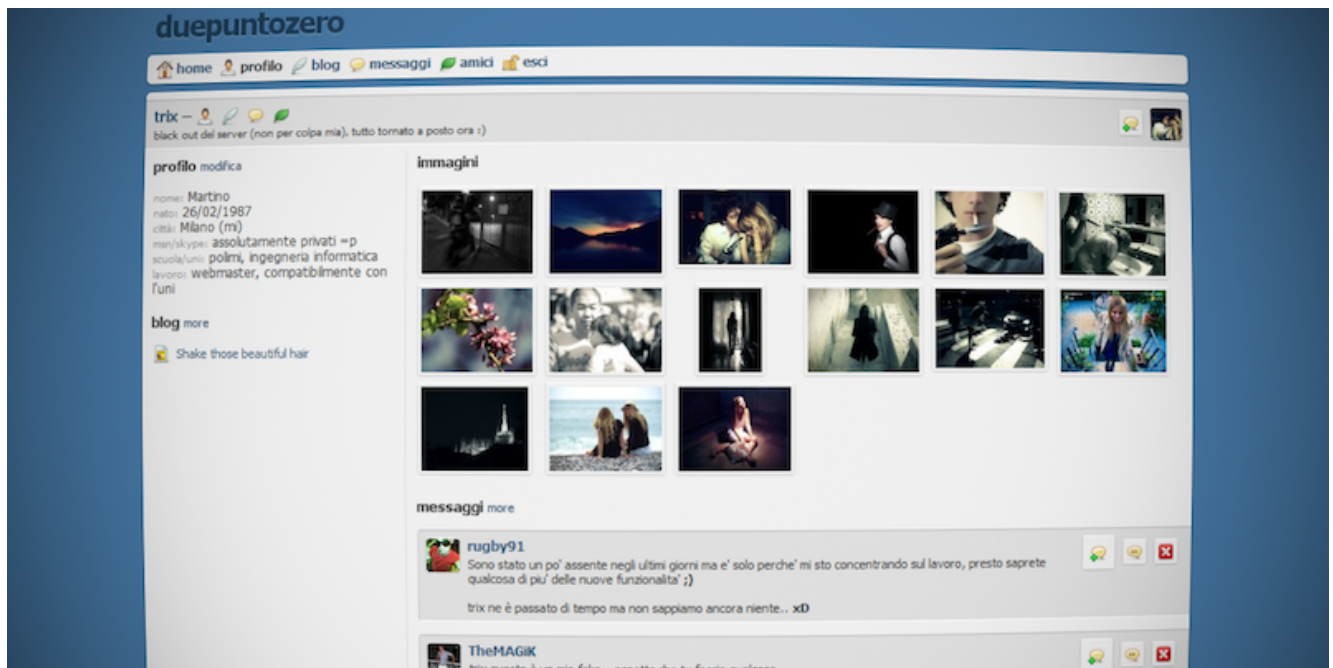 duepuntozero
home profilo blog messaggi amici esci
trix –
black out del server (non per colpa mia), tutto tornato a posto ora :)
profilo modifica
nome: Martino
nato: 26/02/1987
città: Milano (mi)
msn/skype: assolutamente privati =p
scuola/uni: polimi, ingegneria informatica
lavoro: webmaster, compatibilmente con
l'uni
blog more
Shake those beautiful hair
immagini
messaggi more
rugby91
Sono stato un po' assente negli ultimi giorni ma e' solo perche' mi sto concentrando sul lavoro, presto saprete
qualcosa di piu' delle nuove funzionalita' ;)
trix ne è passato di tempo ma non sappiamo ancora niente.. xD
TheMAGiK